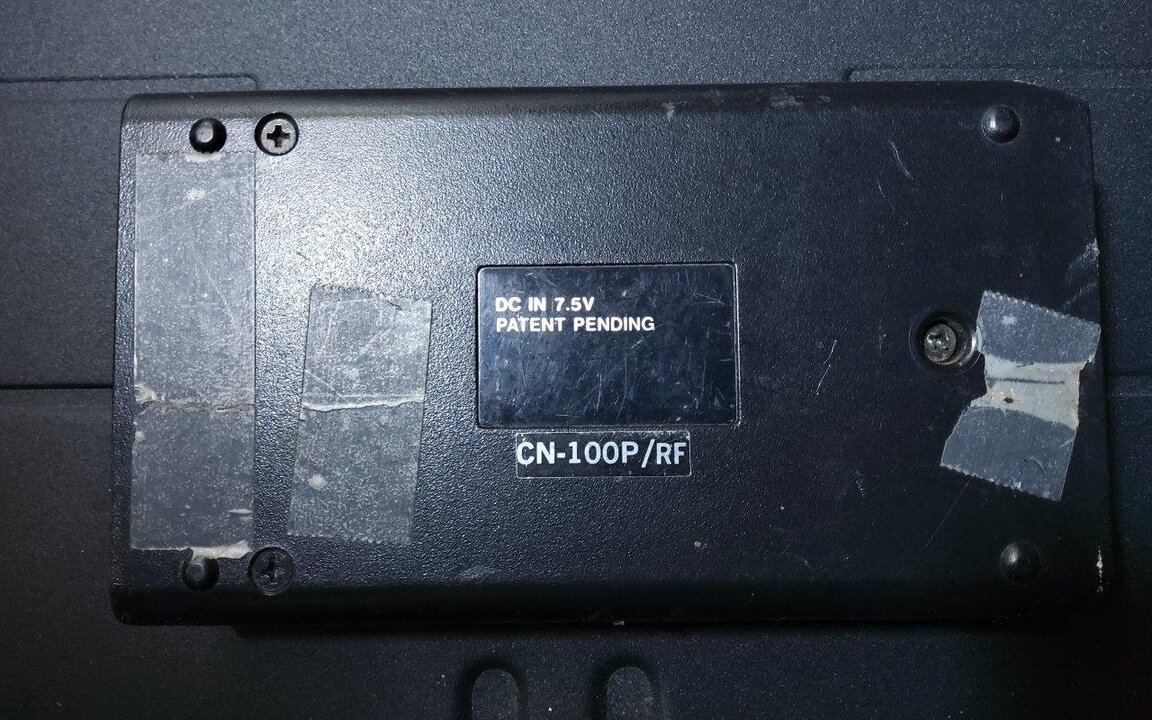 DC IN 7.5V
PATENT PENDING
CN-100P/RF